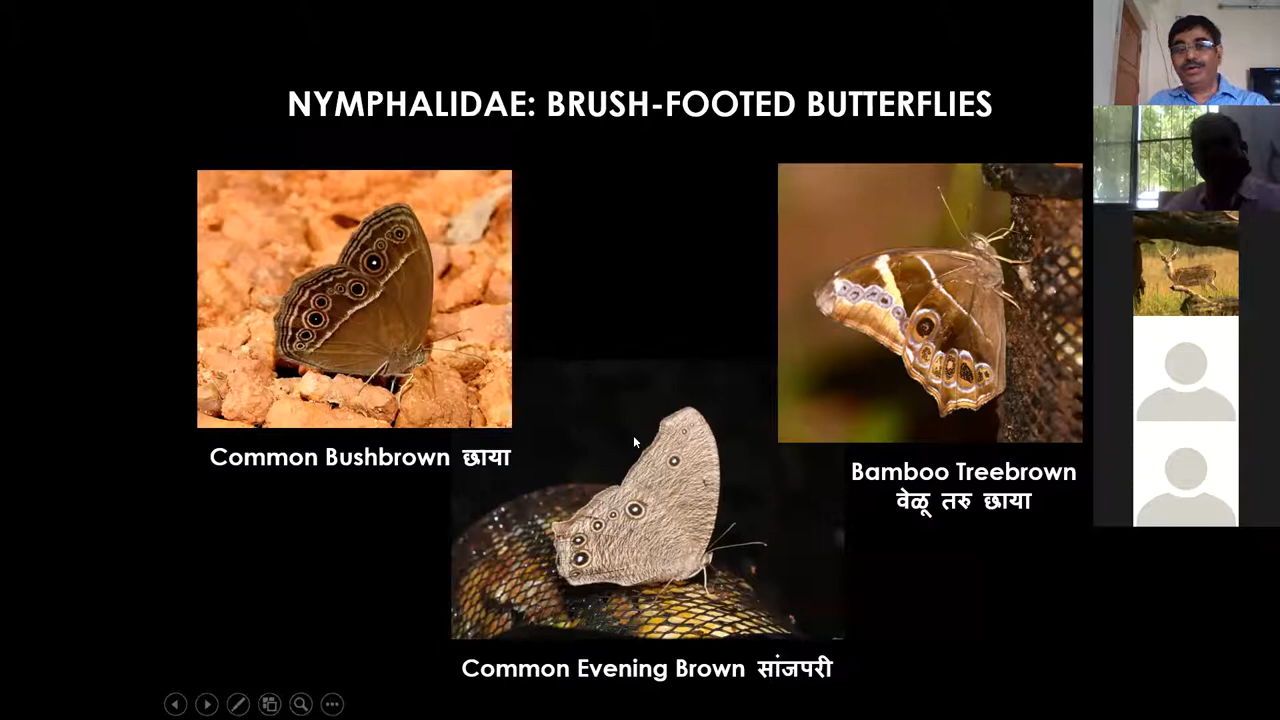 NYMPHALIDAE: BRUSH-FOOTED BUTTERFLIES
Common Bushbrown छाया
Bamboo Treebrown
वेळू तरु छाया
Common Evening Brown सांजपरी